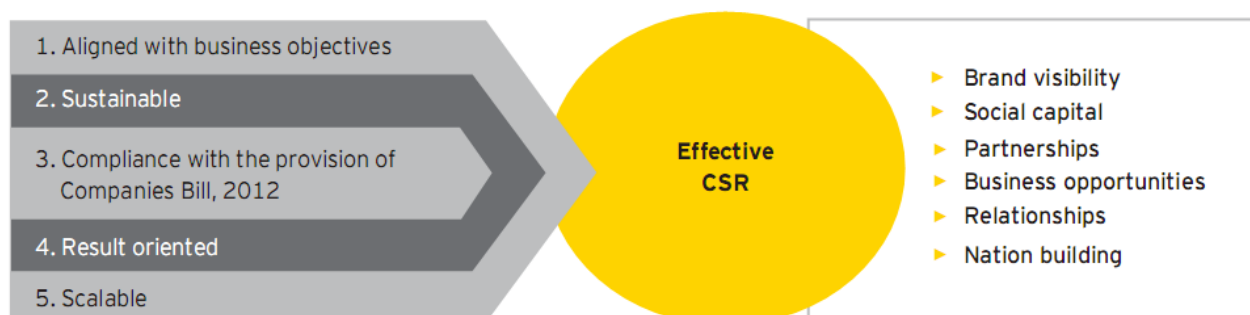 1. Aligned with business objectives
2. Sustainable
3. Compliance with the provision of
Companies Bill, 2012
4. Result oriented
5. Scalable
Effective
CSR
► Brand visibility
► Social capital
► Partnerships
► Business opportunities
► Relationships
► Nation building